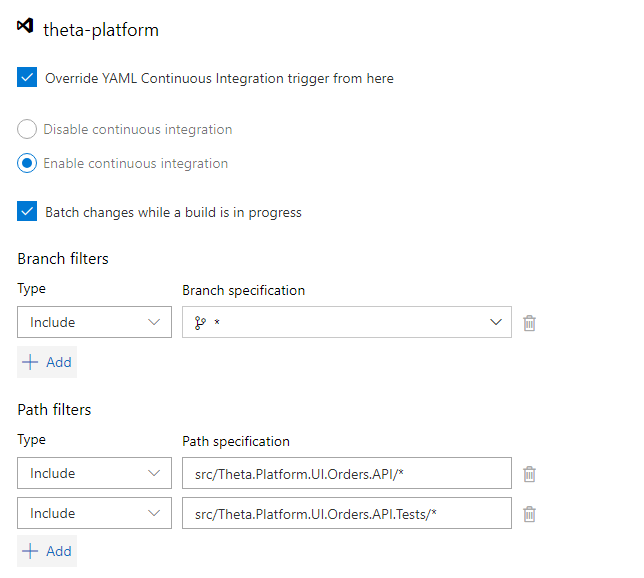 theta-platform
Override YAML Continuous Integration trigger from here
Disable continuous integration
Enable continuous integration
Batch changes while a build is in progress
Branch filters
Type Branch specification
Include *
+ Add
Path filters
Type Path specification
Include src/Theta.Platform.UI.Orders.API/*
Include src/Theta.Platform.UI.Orders.API.Tests/*
+ Add